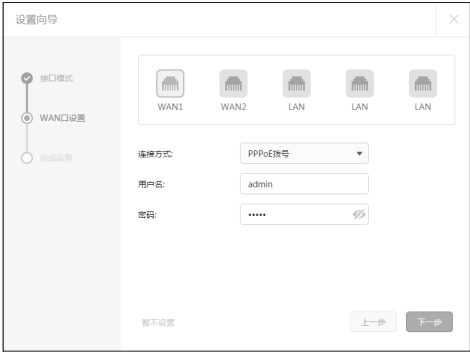 设置向导
接口模式
WAN口设置
完成设置
WAN1 WAN2 LAN LAN LAN
连接方式: PPPoE拨号
用户名: admin
密码: •••••
暂不设置 上一步 下一步